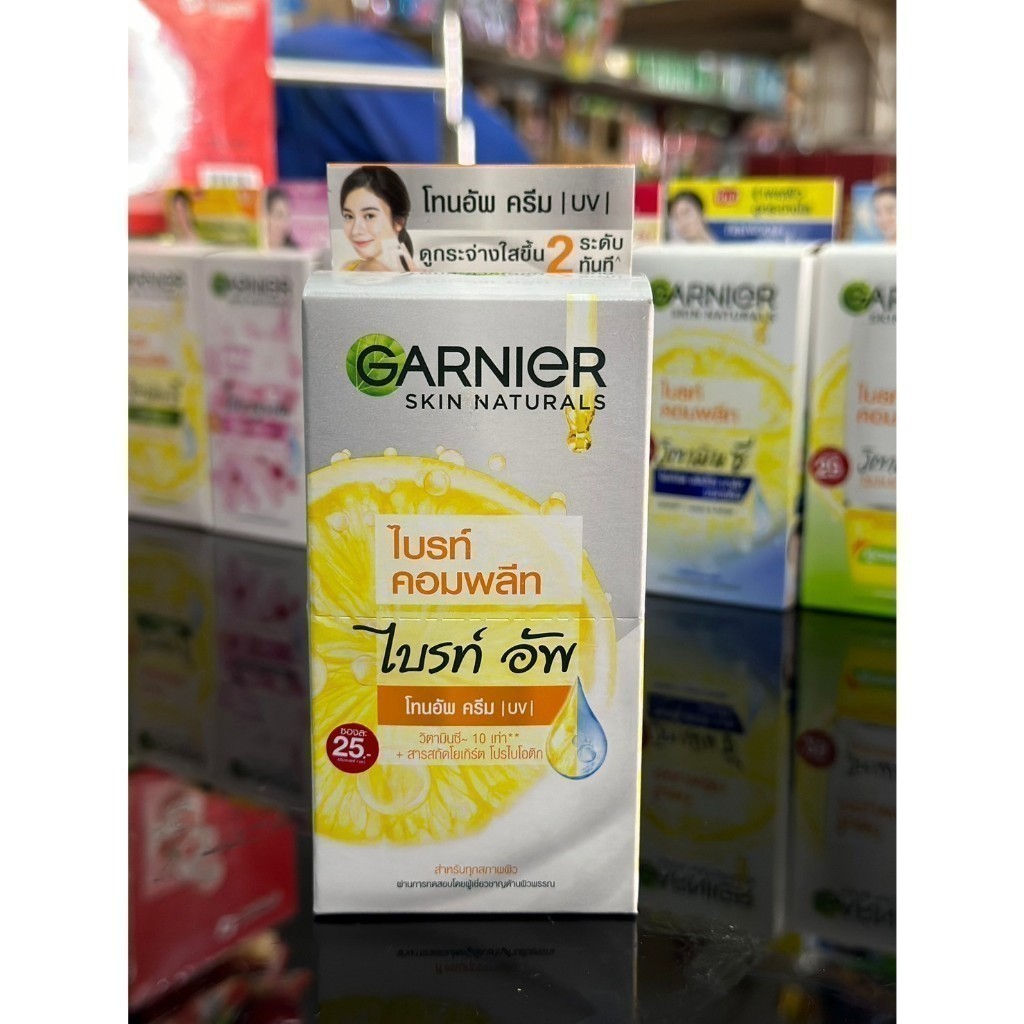 โทนอัพ ครีม |UV|
ดูกระจ่างใสขึ้น 2 ระดับ
ทันที^
GARNIER
SKIN NATURALS
ไบรท์
คอมพลีท
ไบรท์ อัพ
โทนอัพ ครีม |UV|
วิตามินซี~ 10 เท่า**
+ สารสกัดโยเกิร์ต โปรไบโอติก
ซองละ
25.-
สำหรับทุกสภาพผิว
ผ่านการทดสอบโดยผู้เชี่ยวชาญด้านผิวพรรณ
GARNIER
SKIN NATURALS
GARNIER
SKIN NATURALS
ไบรท์
คอมพลีท
วิตามิน ซี
GARN
SKIN NA